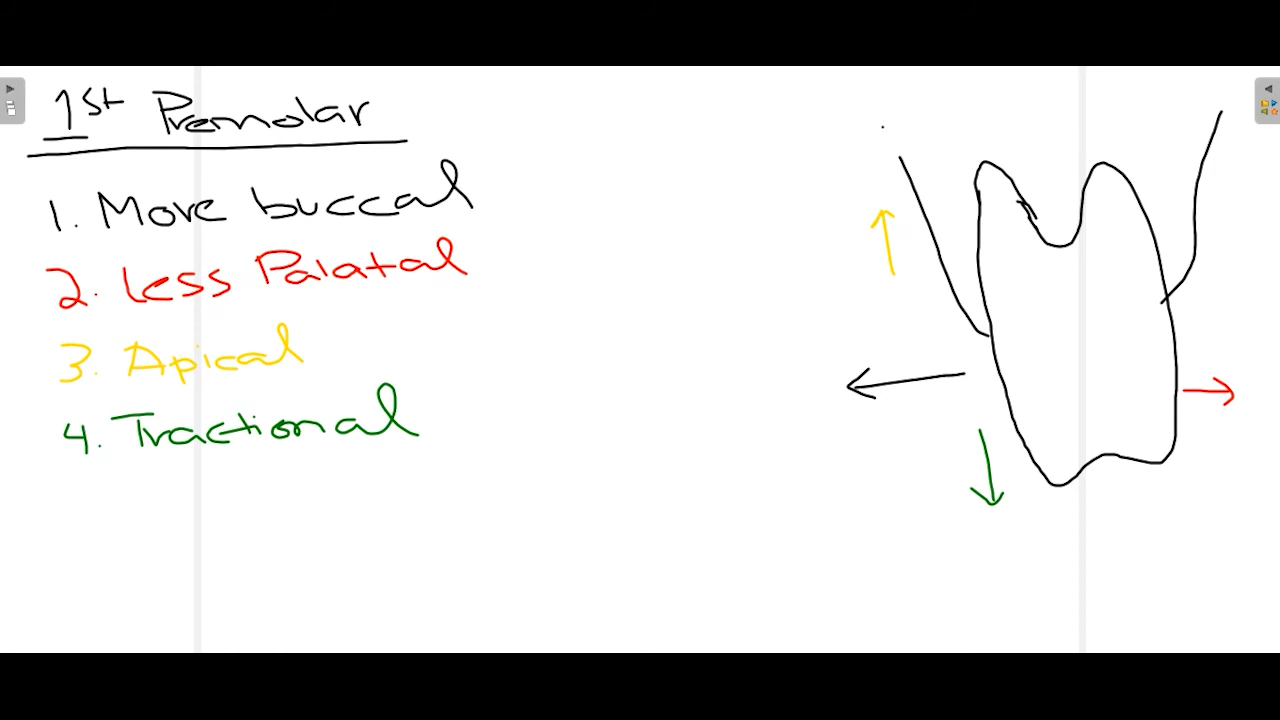 1st Premolar
1. More buccal
2. Less Palatal
3. Apical
4. Tractional